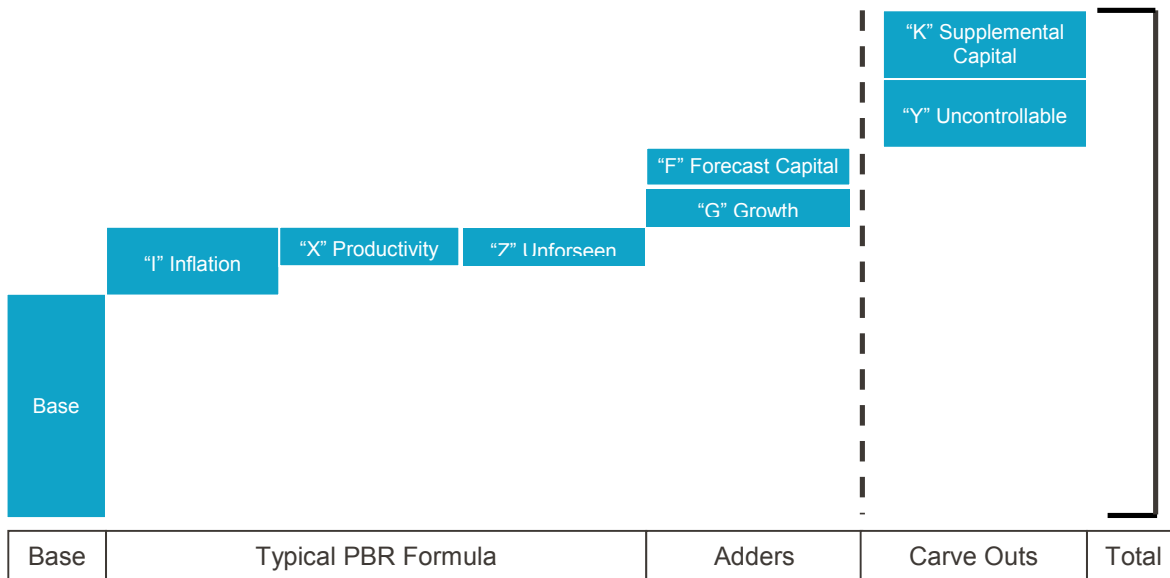 “K” Supplemental
Capital
“Y” Uncontrollable
“F” Forecast Capital
“G” Growth
“I” Inflation
“X” Productivity
“Z” Unforseen
Base
Base
Typical PBR Formula
Adders
Carve Outs
Total